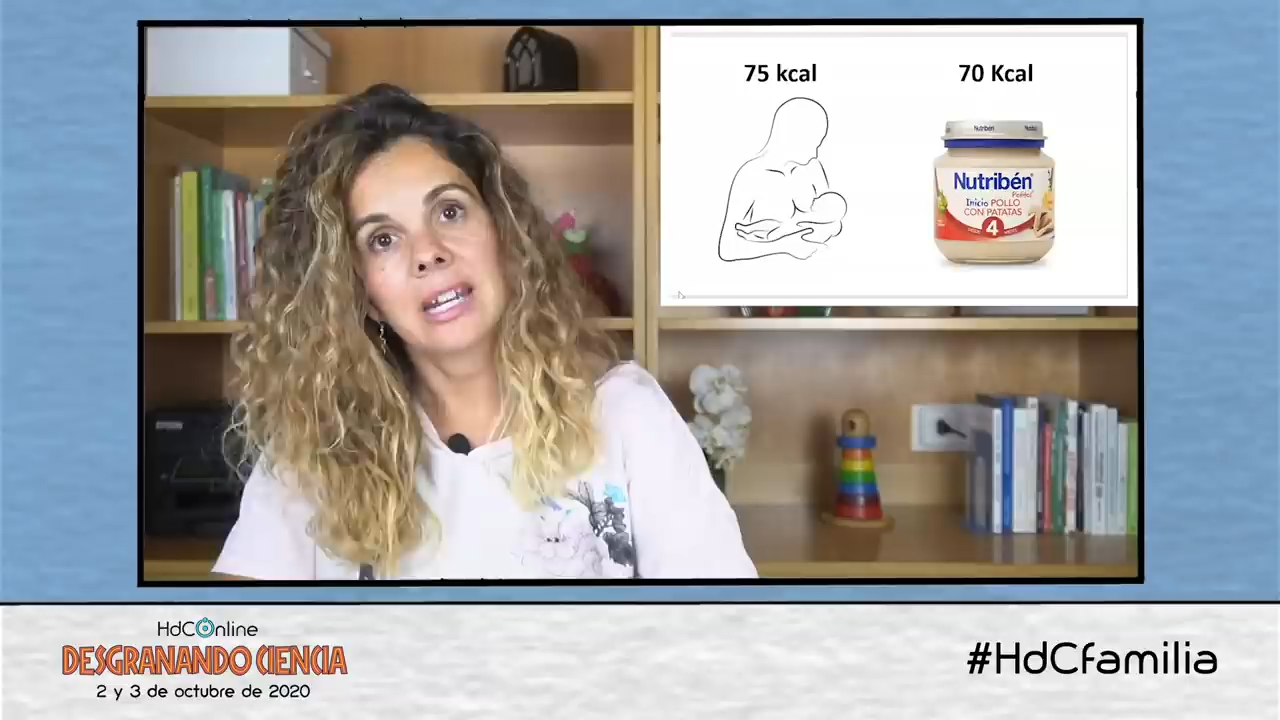 75 kcal
70 Kcal
Nutribén
Nutribén
Inicio POLLO
CON PATATAS
4
HdCOnline
DESGRANANDO CIENCIA
2 y 3 de octubre de 2020
#HdCfamilia